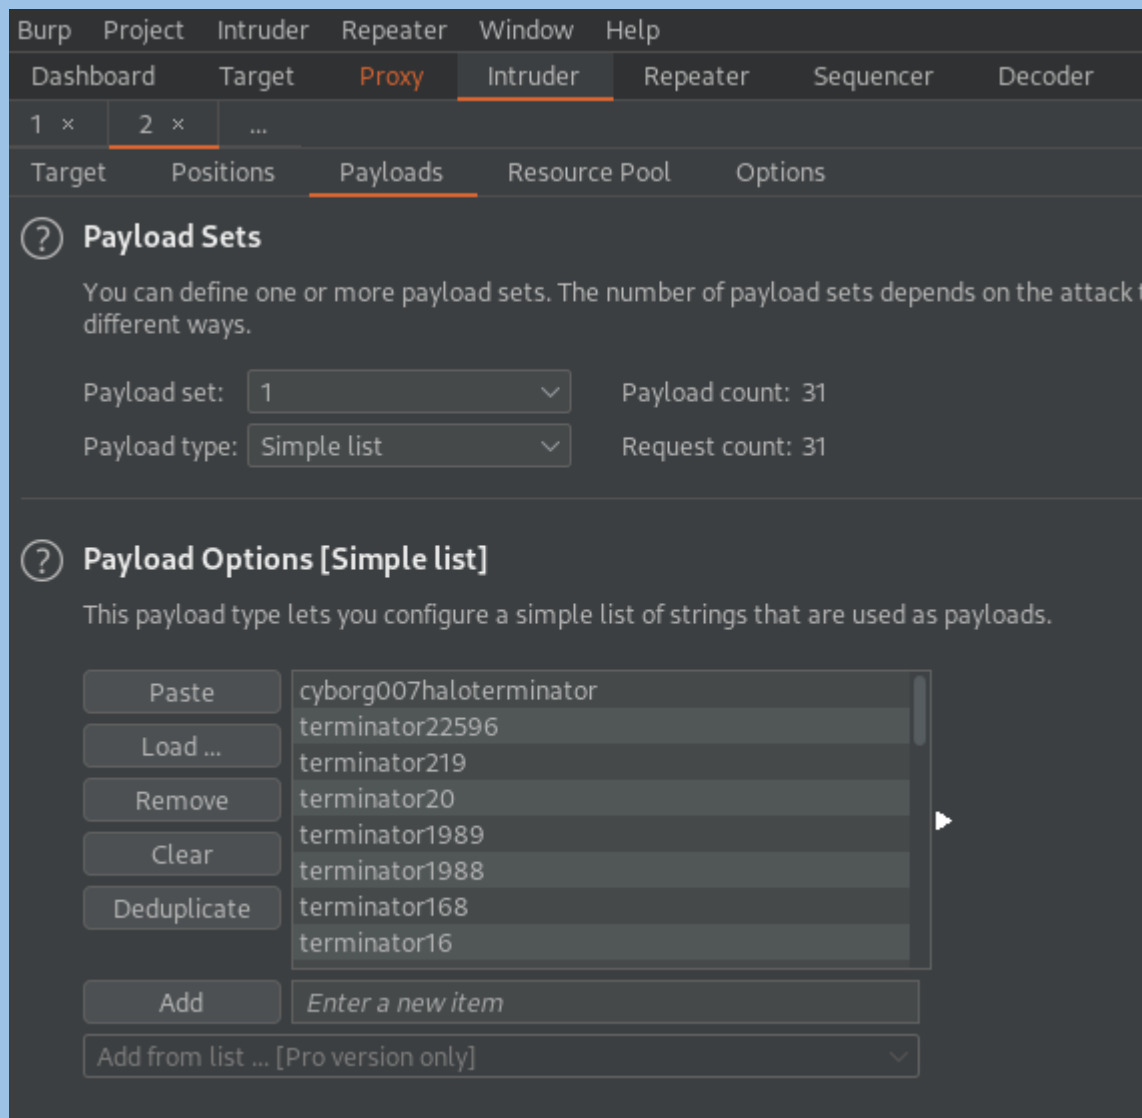 Burp Project Intruder Repeater Window Help
Dashboard Target Proxy Intruder Repeater Sequencer Decoder
1 × 2 × ...
Target Positions Payloads Resource Pool Options
? Payload Sets
You can define one or more payload sets. The number of payload sets depends on the attack
different ways.
Payload set: 1 Payload count: 31
Payload type: Simple list Request count: 31
? Payload Options [Simple list]
This payload type lets you configure a simple list of strings that are used as payloads.
Paste
Load ...
Remove
Clear
Deduplicate
cyborg007haloterminator
terminator22596
terminator219
terminator20
terminator1989
terminator1988
terminator168
terminator16
Add Enter a new item
Add from list ... [Pro version only]